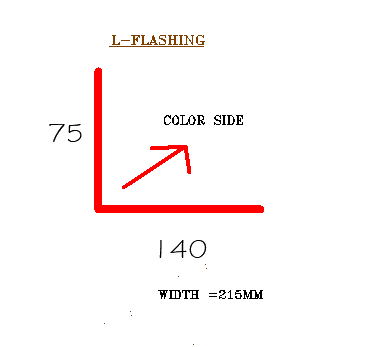 L-FLASHING
COLOR SIDE
75
140
WIDTH =215MM